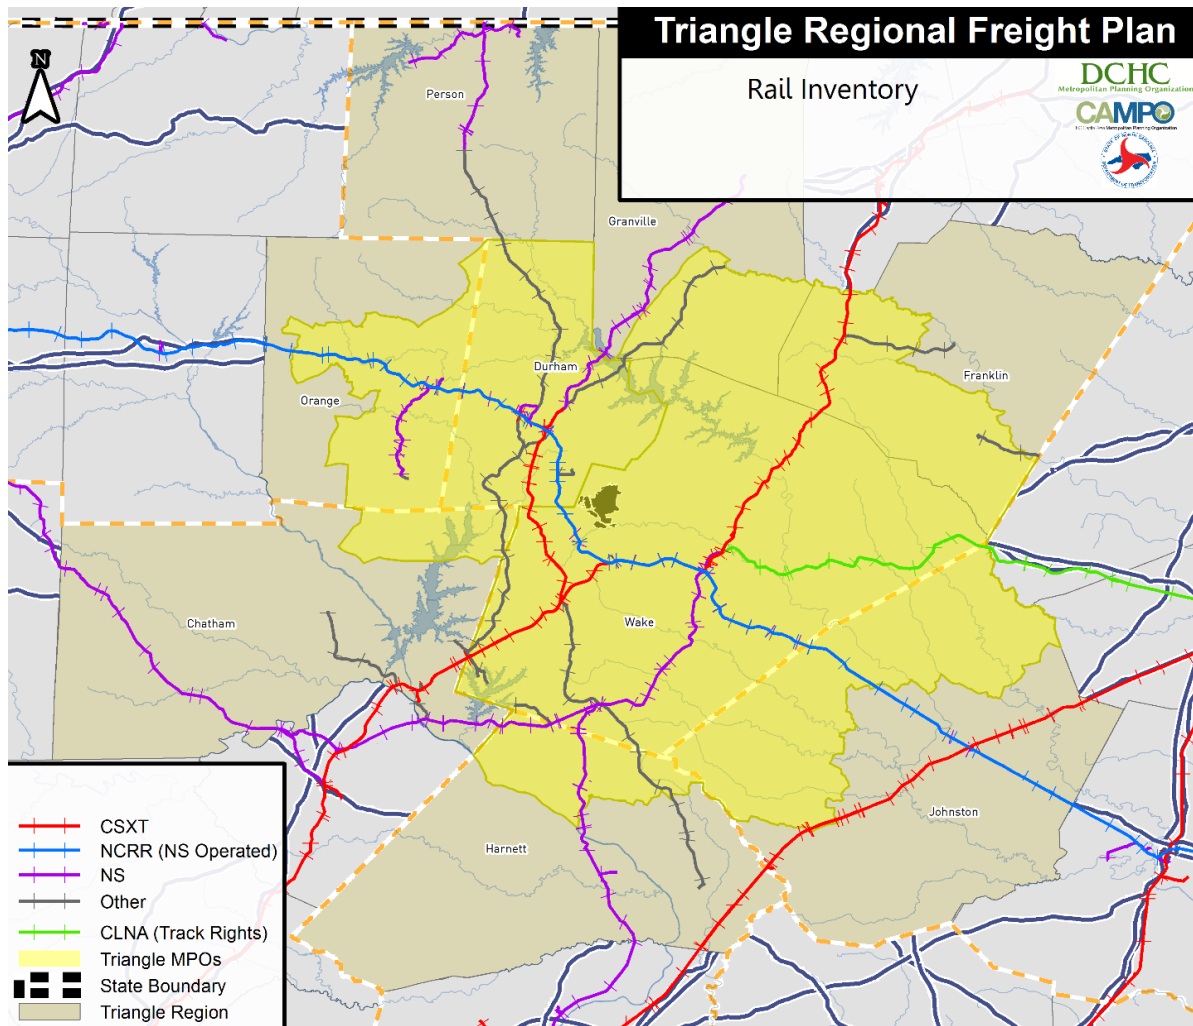 Triangle Regional Freight Plan
Rail Inventory
DCHC
Metropolitan Planning Organization
CAMPO
N
Person
Granville
Durham
Orange
Franklin
Chatham
Wake
Harnett
Johnston
CSXT
NCRR (NS Operated)
NS
Other
CLNA (Track Rights)
Triangle MPOs
State Boundary
Triangle Region